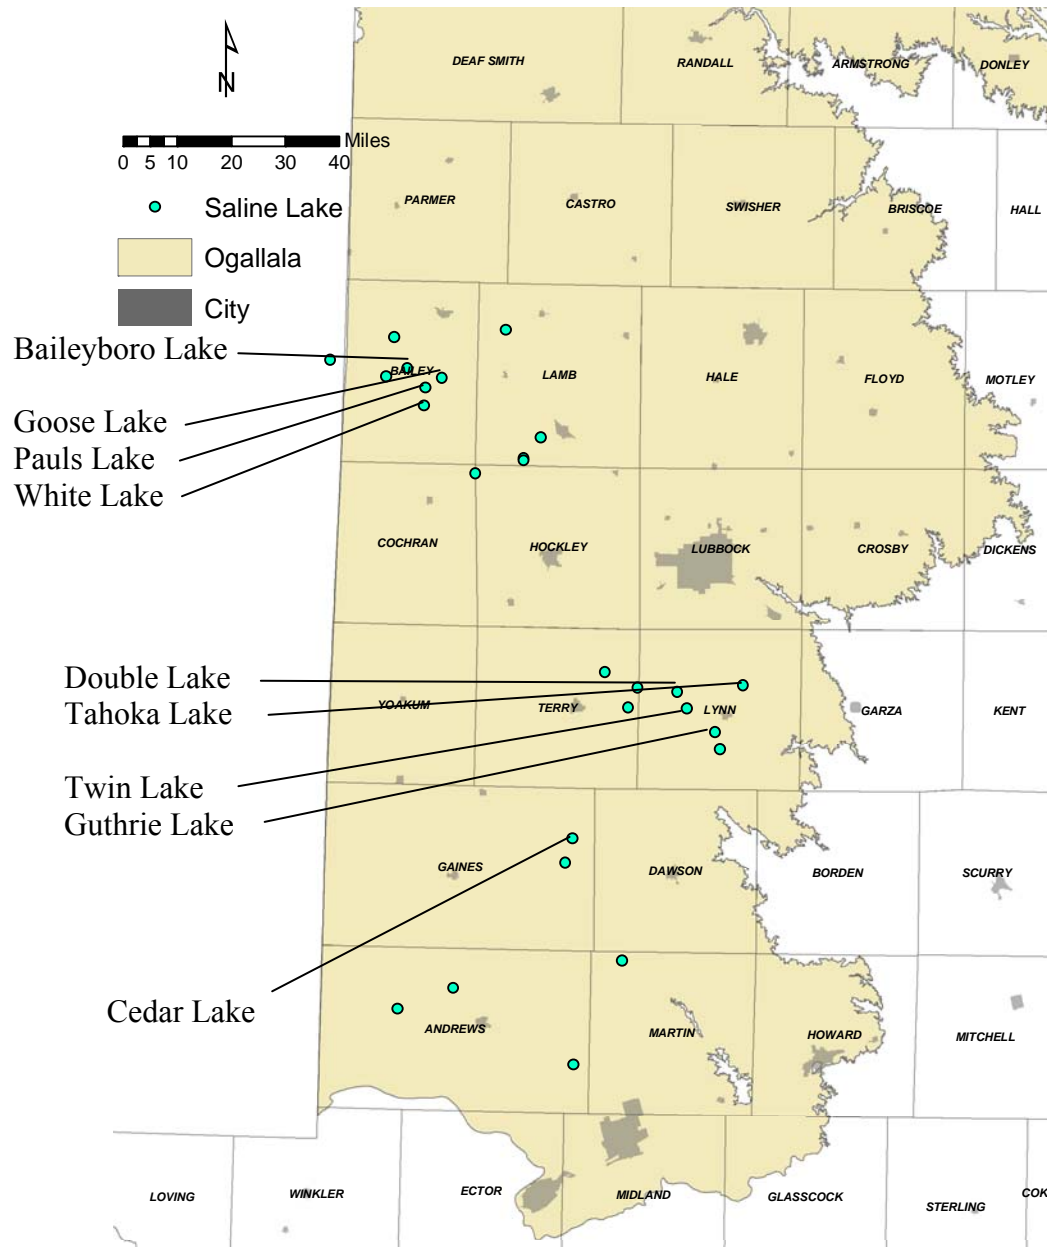 DEAF SMITH
RANDALL
ARMSTRONG
DONLEY
N
Miles
0 5 10 20 30 40
PARMER
CASTRO
SWISHER
BRISCOE
HALL
Saline Lake
Ogallala
City
Baileyboro Lake
BAILEY
LAMB
HALE
FLOYD
MOTLEY
Goose Lake
Pauls Lake
White Lake
COCHRAN
HOCKLEY
LUBBOCK
CROSBY
DICKENS
Double Lake
Tahoka Lake
YOAKUM
TERRY
LYNN
GARZA
KENT
Twin Lake
Guthrie Lake
GAINES
DAWSON
BORDEN
SCURRY
Cedar Lake
ANDREWS
MARTIN
HOWARD
MITCHELL
LOVING
WINKLER
ECTOR
MIDLAND
GLASSCOCK
STERLING
COK